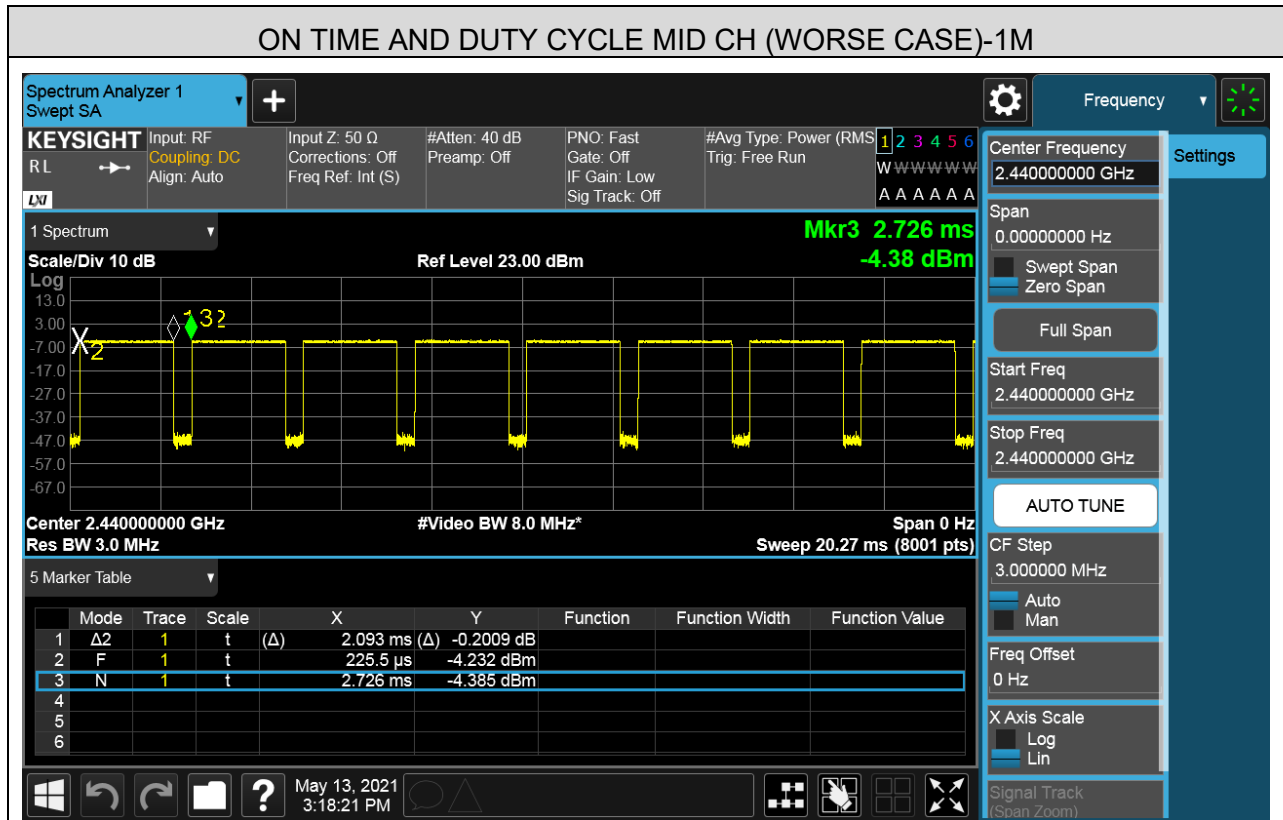 ON TIME AND DUTY CYCLE MID CH (WORSE CASE)-1M
Spectrum Analyzer 1
Swept SA
Frequency
KEYSIGHT
RL
LXI
Input: RF
Coupling: DC
Align: Auto
Input Z: 50 Ω
Corrections: Off
Freq Ref: Int (S)
#Atten: 40 dB
Preamp: Off
PNO: Fast
Gate: Off
IF Gain: Low
Sig Track: Off
#Avg Type: Power (RMS
Trig: Free Run
1 2 3 4 5 6
W W W W W W
A A A A A A
1 Spectrum
Mkr3 2.726 ms
Scale/Div 10 dB
Ref Level 23.00 dBm
-4.38 dBm
Log
13.0
3.00
-7.00
-17.0
-27.0
-37.0
-47.0
-57.0
-67.0
X2
Center 2.440000000 GHz
#Video BW 8.0 MHz*
Span 0 Hz
Res BW 3.0 MHz
Sweep 20.27 ms (8001 pts)
5 Marker Table
Mode Trace Scale X Y Function Function Width Function Value
1 Δ2 1 t (Δ) 2.093 ms (Δ) -0.2009 dB
2 F 1 t 225.5 µs -4.232 dBm
3 N 1 t 2.726 ms -4.385 dBm
4
5
6
May 13, 2021
3:18:21 PM
Center Frequency
2.440000000 GHz
Settings
Span
0.00000000 Hz
Swept Span
Zero Span
Full Span
Start Freq
2.440000000 GHz
Stop Freq
2.440000000 GHz
AUTO TUNE
CF Step
3.000000 MHz
Auto
Man
Freq Offset
0 Hz
X Axis Scale
Log
Lin
Signal Track
(Span Zoom)